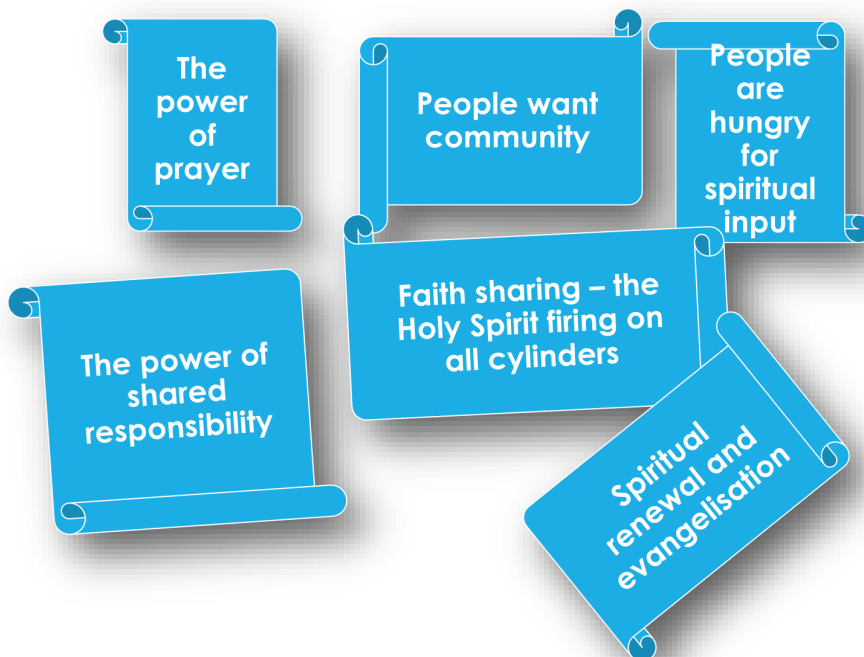 The
power
of
prayer
People want
community
People
are
hungry
for
spiritual
input
Faith sharing – the
Holy Spirit firing on
all cylinders
The power of
shared
responsibility
Spiritual
renewal and
evangelisation